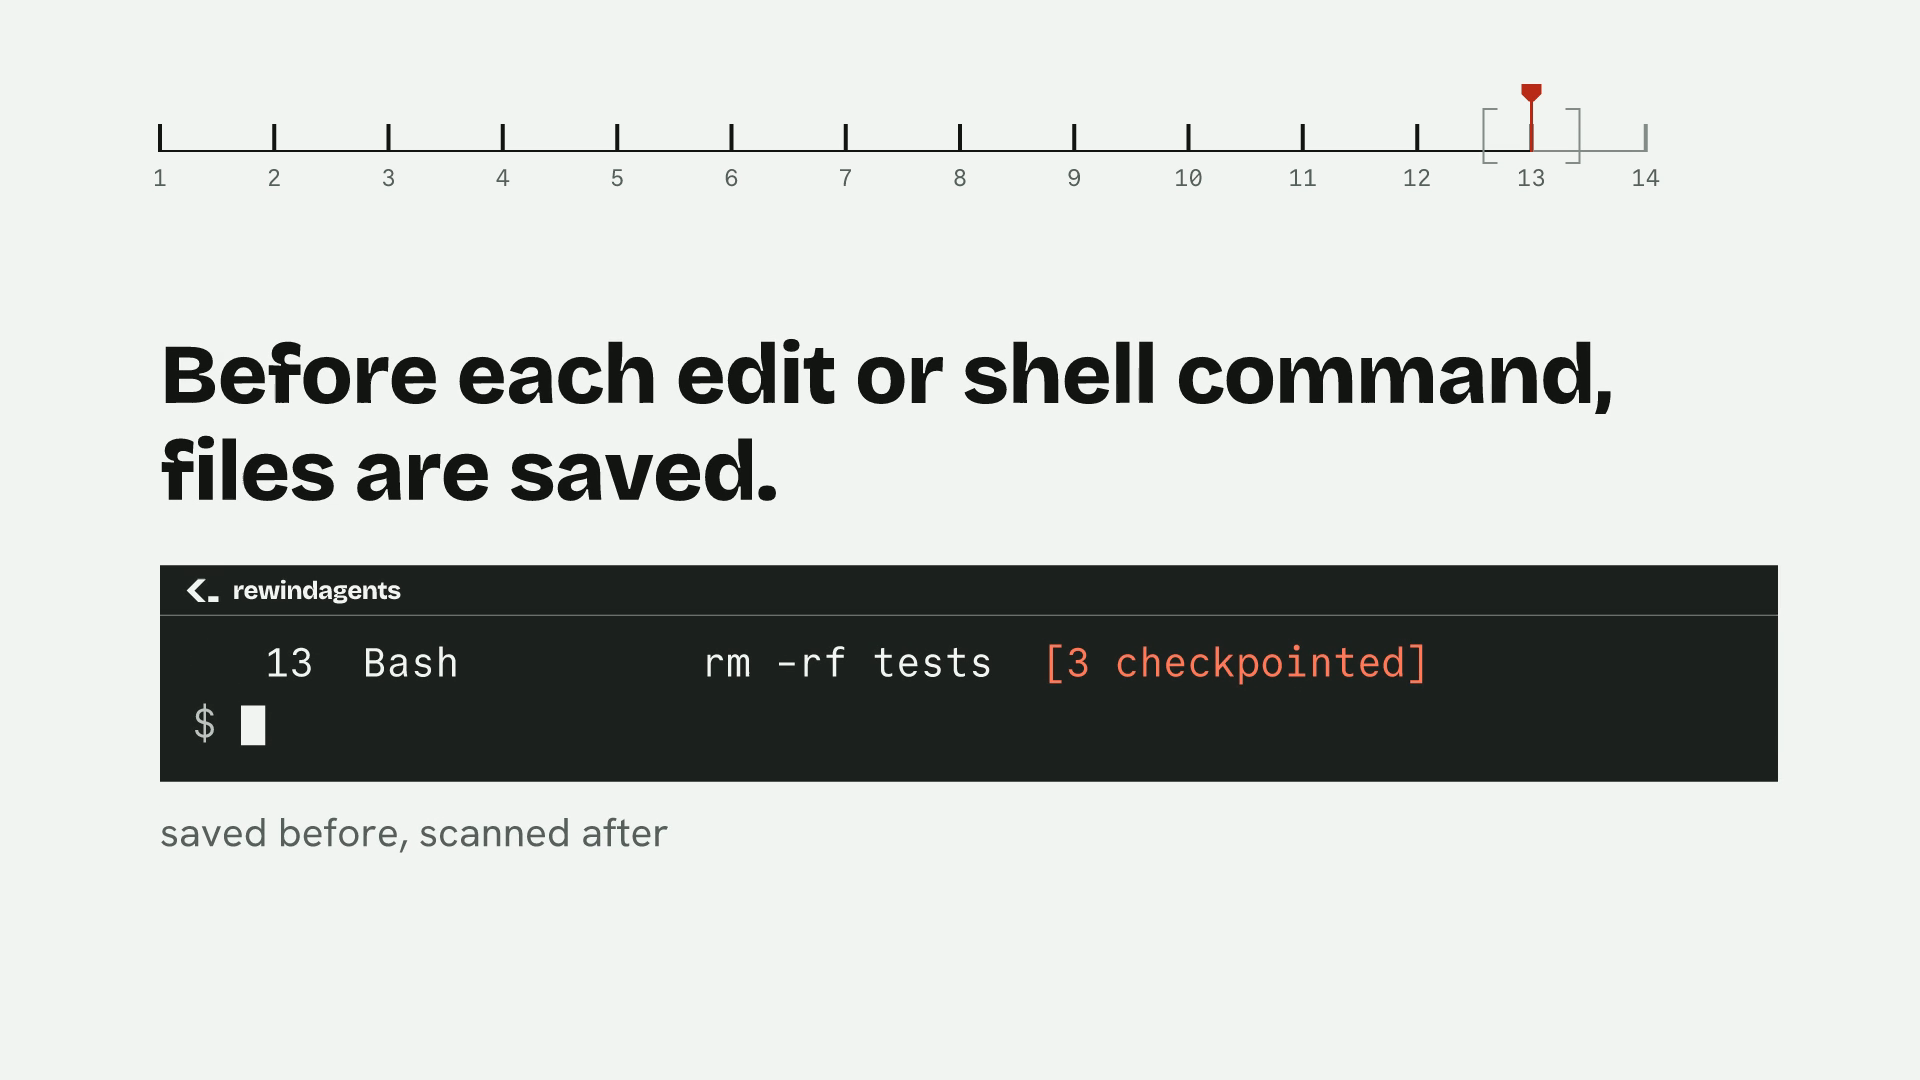 1 2 3 4 5 6 7 8 9 10 11 12 13 14
Before each edit or shell command,
files are saved.
rewindagents
13 Bash rm -rf tests [3 checkpointed]
$
saved before, scanned after